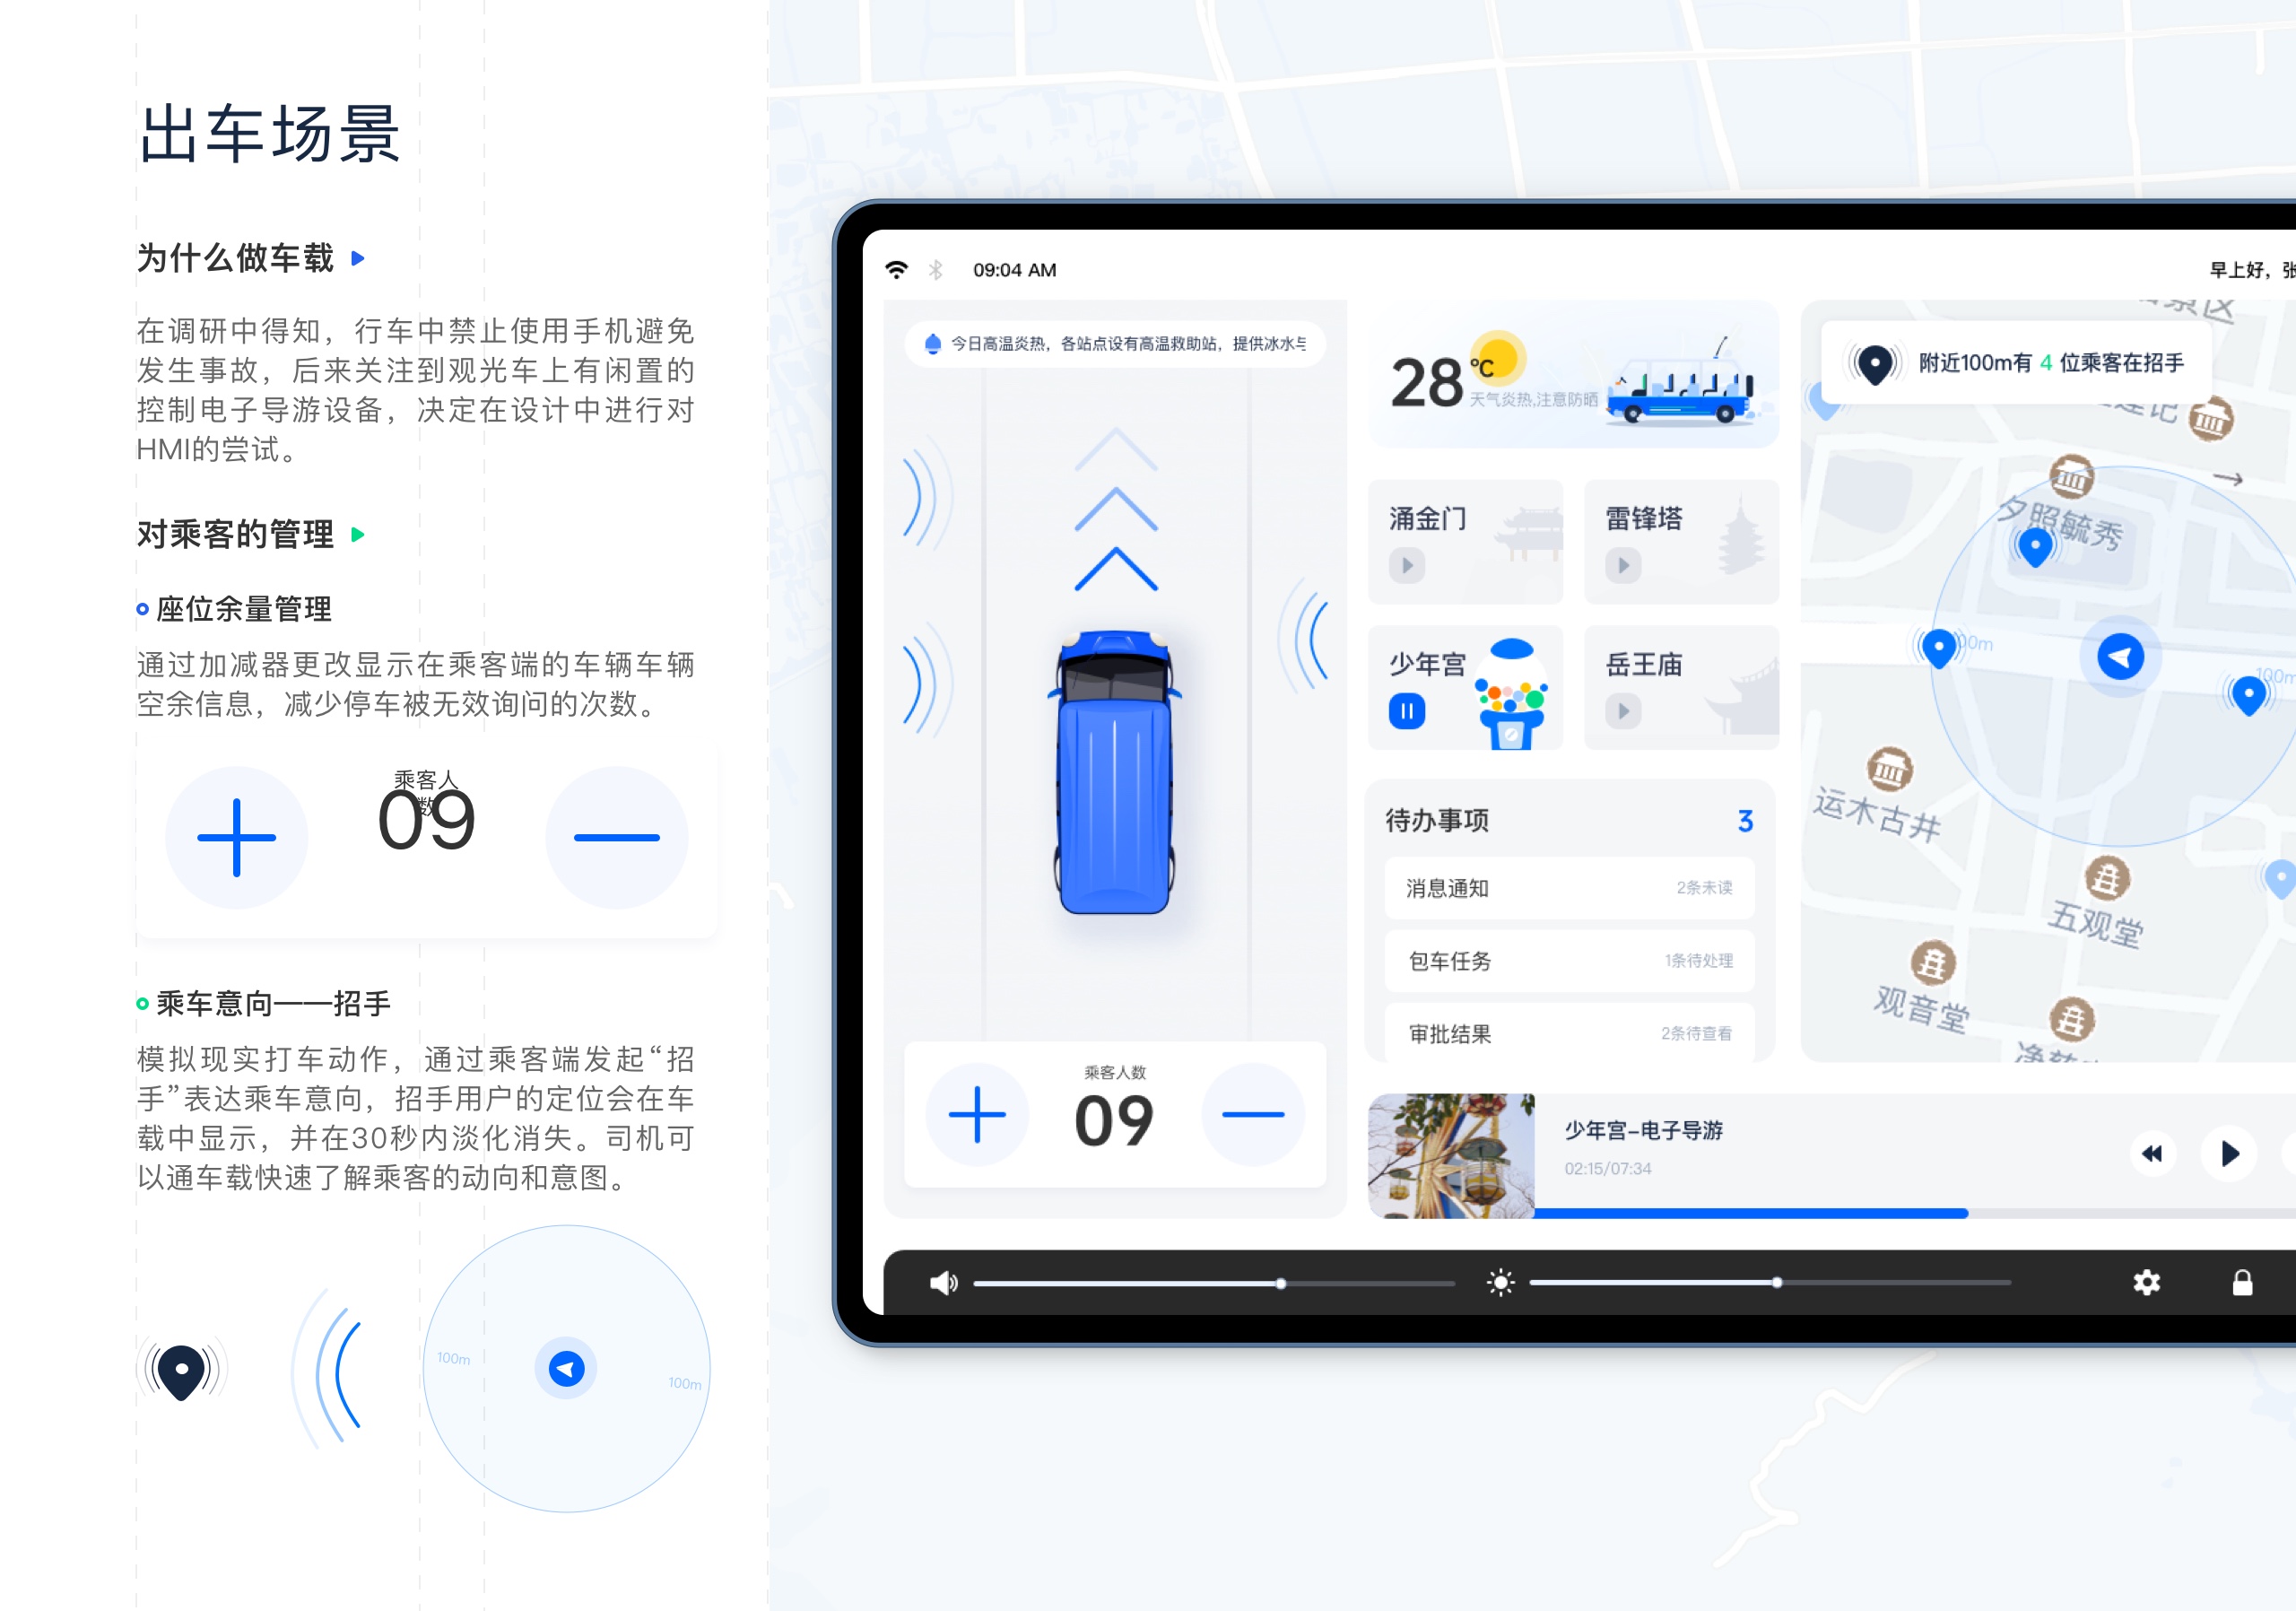 出车场景
为什么做车载
在调研中得知，行车中禁止使用手机避免
发生事故，后来关注到观光车上有闲置的
控制电子导游设备，决定在设计中进行对
HMI的尝试。
对乘客的管理
座位余量管理
通过加减器更改显示在乘客端的车辆车辆
空余信息，减少停车被无效询问的次数。
乘客人
数
09
乘车意向——招手
模拟现实打车动作，通过乘客端发起“招
手”表达乘车意向，招手用户的定位会在车
载中显示，并在30秒内淡化消失。司机可
以通车载快速了解乘客的动向和意图。
100m
100m
09:04 AM
早上好，张
今日高温炎热，各站点设有高温救助站，提供冰水与
乘客人数
09
28
℃
天气炎热,注意防晒
涌金门
雷锋塔
少年宫
岳王庙
待办事项
3
消息通知
2条未读
包车任务
1条待处理
审批结果
2条待查看
附近100m有 4 位乘客在招手
景区
夕照毓秀
00m
100m
运木古井
五观堂
观音堂
少年宫-电子导游
02:15/07:34